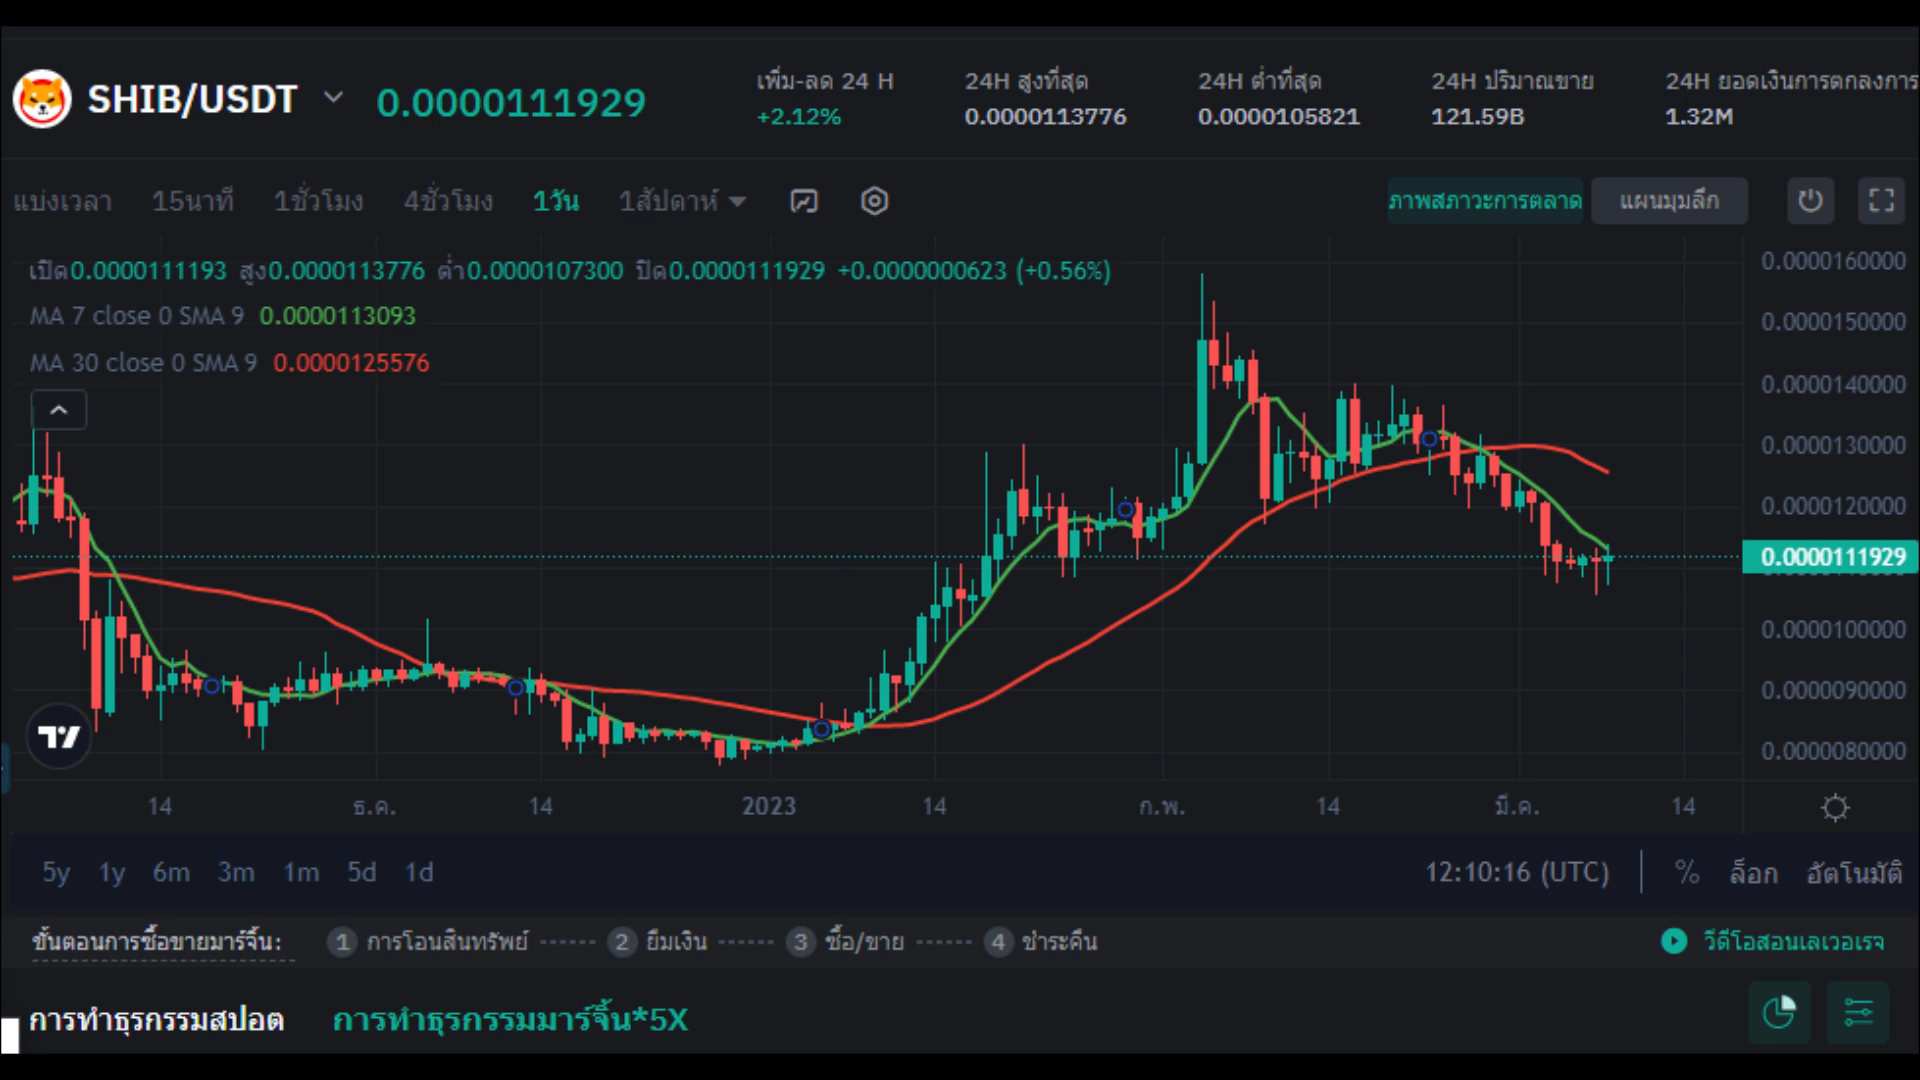 SHIB/USDT 0.0000111929
เพิ่ม-ลด 24 H 24H สูงที่สุด 24H ต่ำที่สุด 24H ปริมาณขาย 24H ยอดเงินการตกลงการ
+2.12% 0.0000113776 0.0000105821 121.59B 1.32M
แบ่งเวลา 15นาที 1ชั่วโมง 4ชั่วโมง 1วัน 1สัปดาห์ ภาพสภาวะการตลาด แผนมุมลึก
เปิด0.0000111193 สูง0.0000113776 ต่ำ0.0000107300 ปิด0.0000111929 +0.0000000623 (+0.56%)
MA 7 close 0 SMA 9 0.0000113093
MA 30 close 0 SMA 9 0.0000125576
0.0000160000
0.0000150000
0.0000140000
0.0000130000
0.0000120000
0.0000111929
0.0000100000
0.0000090000
0.0000080000
14 ธ.ค. 14 2023 14 ก.พ. 14 มี.ค. 14
5y 1y 6m 3m 1m 5d 1d 12:10:16 (UTC) % ล็อก อัตโนมัติ
ขั้นตอนการซื้อขายมาร์จิ้น: 1 การโอนสินทรัพย์ 2 ยืมเงิน 3 ซื้อ/ขาย 4 ชำระคืน วีดีโอสอนเลเวอเรจ
การทำธุรกรรมสปอต การทำธุรกรรมมาร์จิ้น*5X